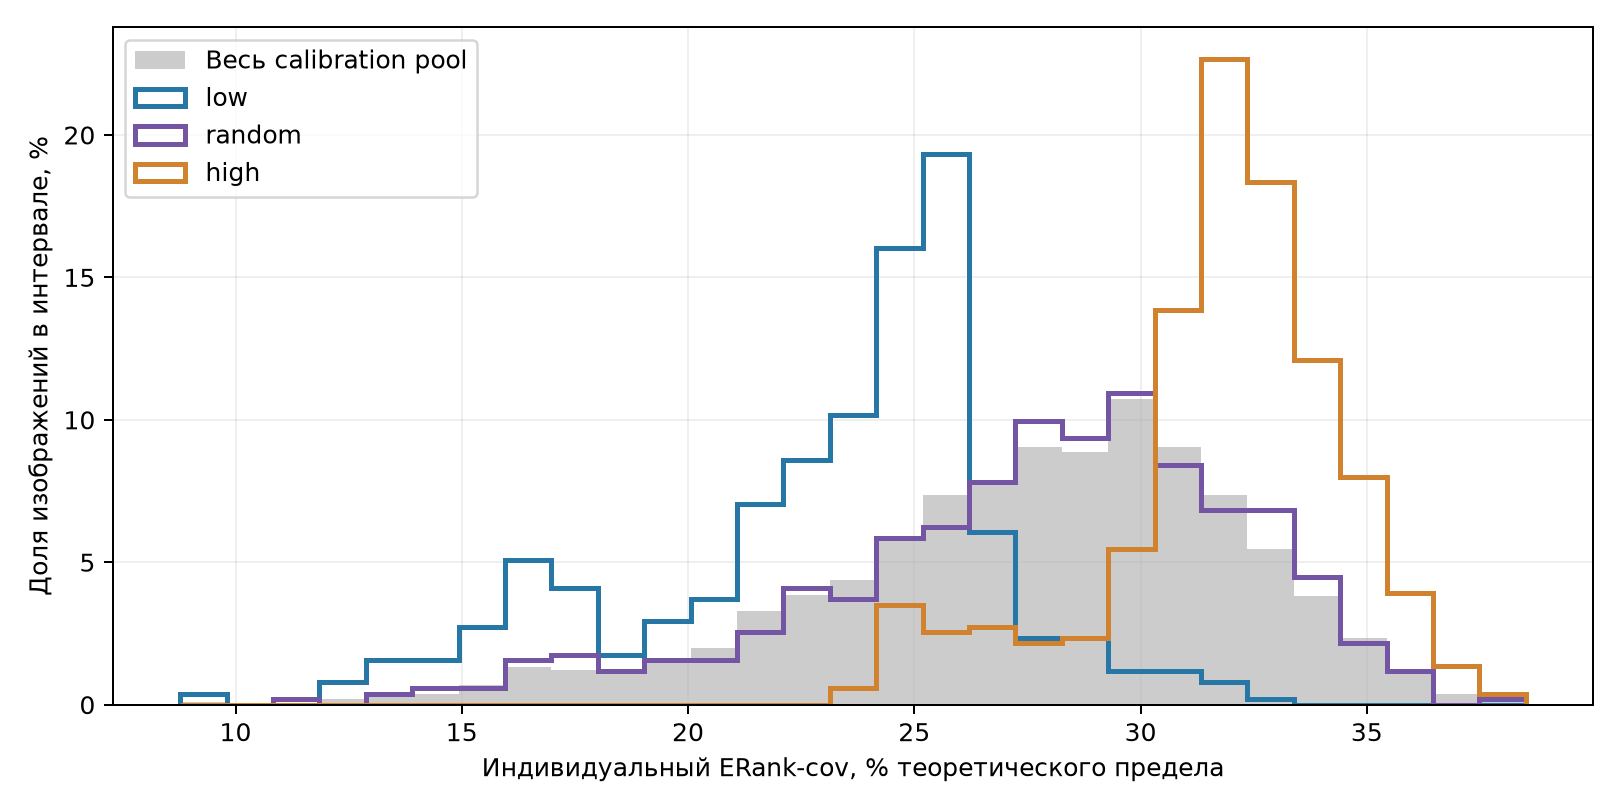 Весь calibration pool
low
random
high
Доля изображений в интервале, %
20
15
10
5
0
10 15 20 25 30 35
Индивидуальный ERank-cov, % теоретического предела